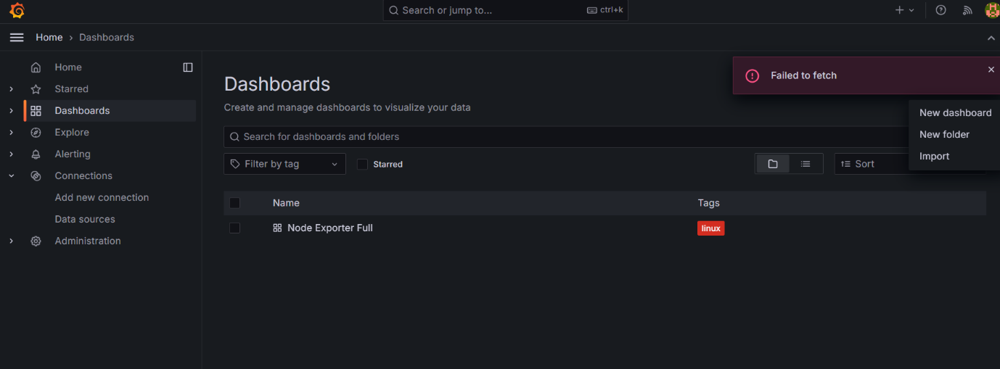 Search or jump to...
ctrl+k
Home › Dashboards
Home
Starred
Dashboards
Explore
Alerting
Connections
Add new connection
Data sources
Administration
Dashboards
Create and manage dashboards to visualize your data
Failed to fetch
New dashboard
New folder
Import
Search for dashboards and folders
Filter by tag
Starred
Sort
Name
Tags
Node Exporter Full
linux